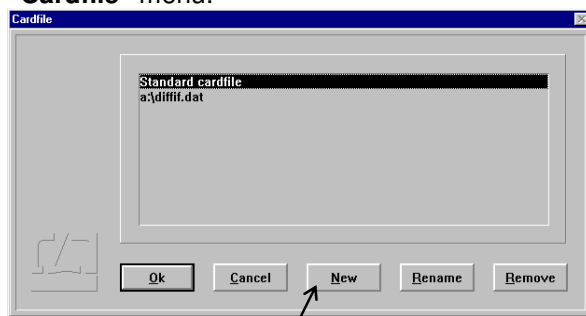 "Cardfile" menu.
Cardfile
Standard cardfile
a:\diffif.dat
Ok Cancel New Rename Remove